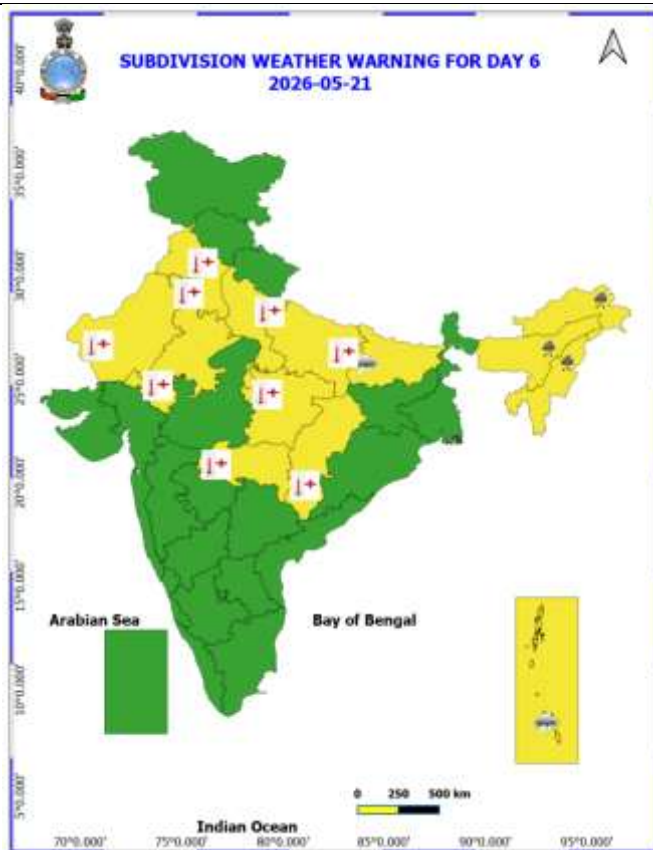 SUBDIVISION WEATHER WARNING FOR DAY 6
2026-05-21
40°0.000'
35°0.000'
30°0.000'
25°0.000'
20°0.000'
15°0.000'
10°0.000'
5°0.000'
Arabian Sea
Bay of Bengal
0 250 500 km
Indian Ocean
70°0.000' 75°0.000' 80°0.000' 85°0.000' 90°0.000' 95°0.000'